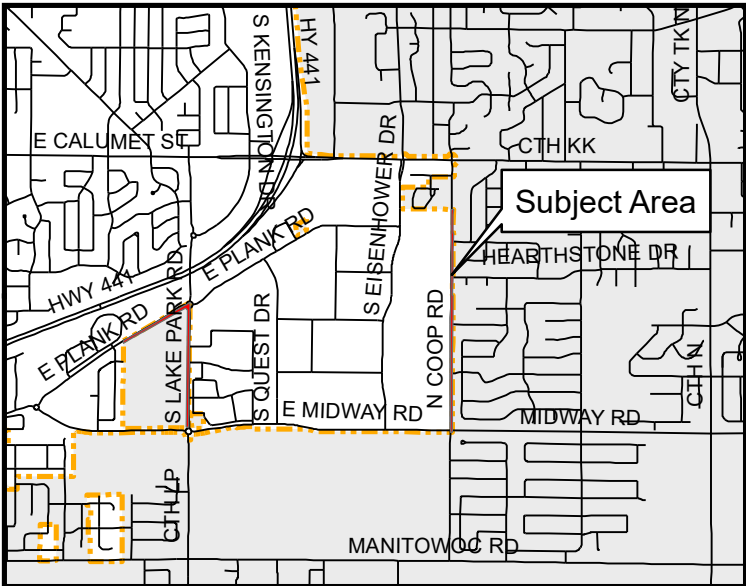 S KENSINGTON DR
HY 441
CTY TK N
E CALUMET ST
CTH KK
S EISENHOWER DR
Subject Area
E PLANK RD
HEARTHSTONE DR
HWY 441
S LAKE PARK RD
E PLANK RD
S QUEST DR
N COOP RD
CTH N
E MIDWAY RD
MIDWAY RD
CTH LP
MANITOWOC RD